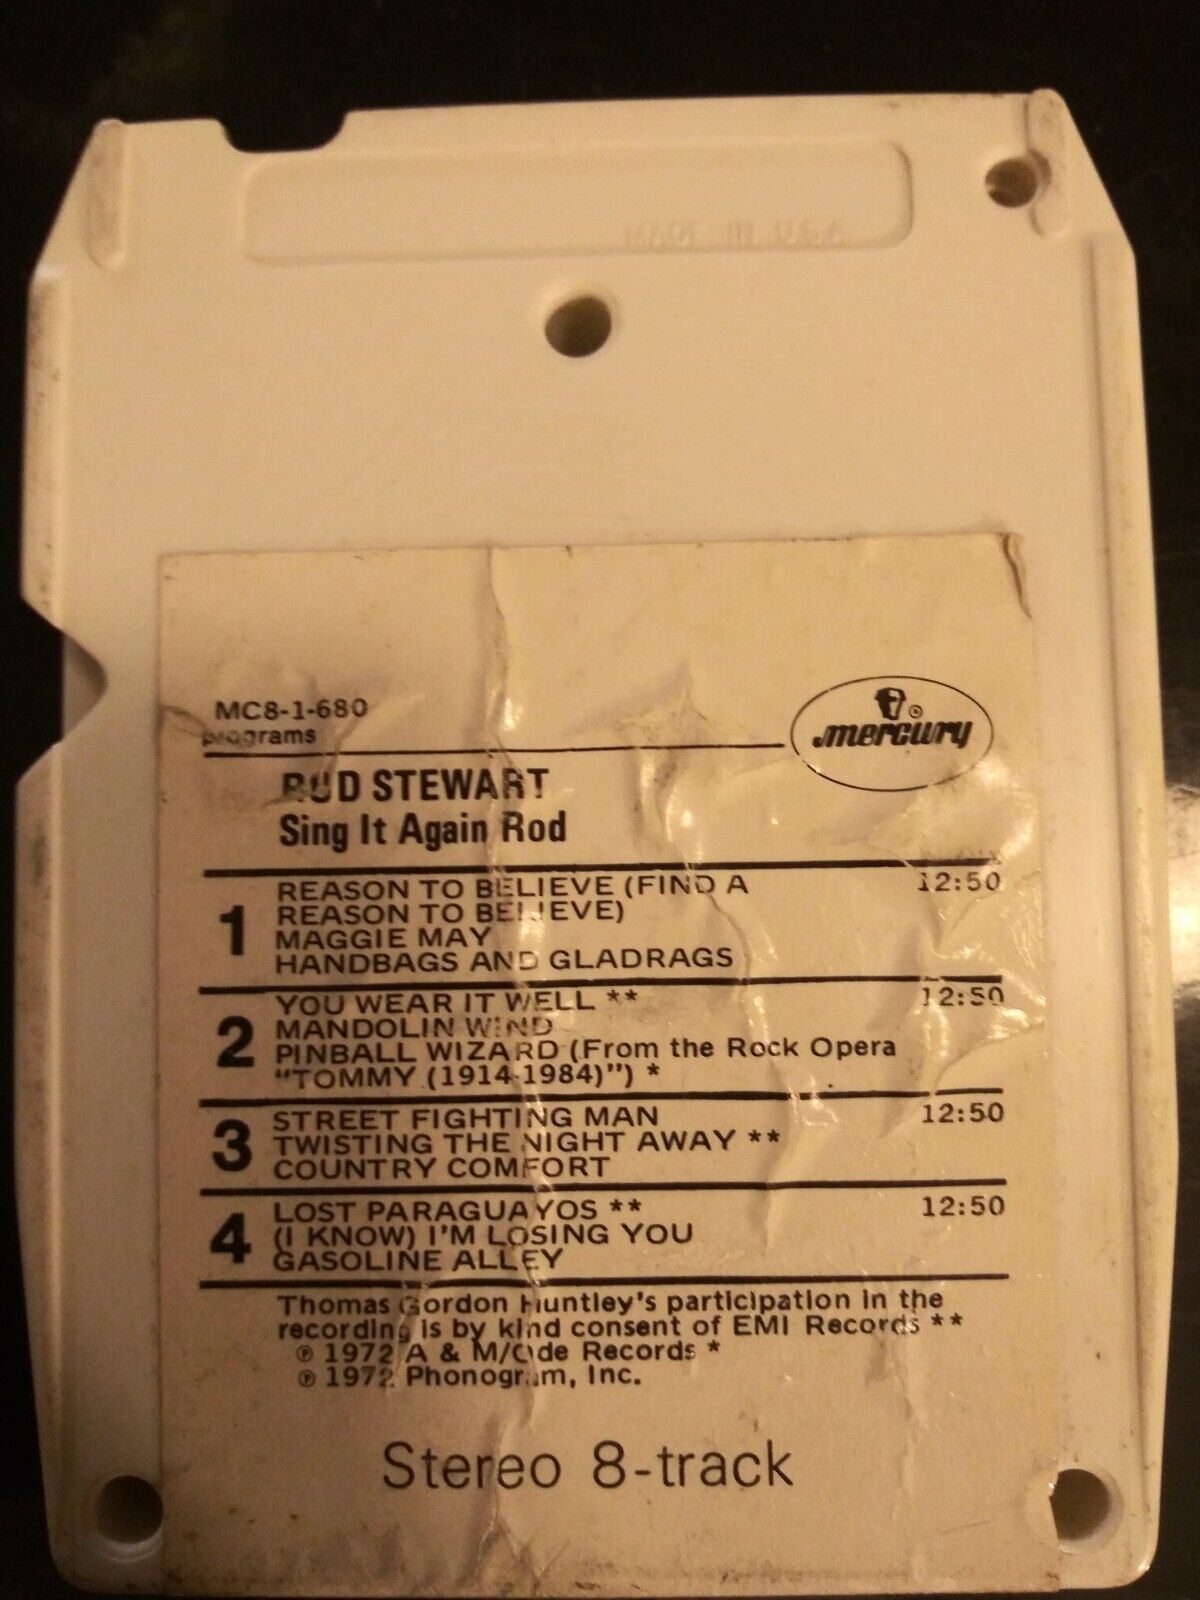 MADE IN U.S.A.
MC8-1-680
programs
mercury ®
ROD STEWART
Sing It Again Rod
1
REASON TO BELIEVE (FIND A 12:50
REASON TO BELIEVE)
MAGGIE MAY
HANDBAGS AND GLADRAGS
2
YOU WEAR IT WELL ** 12:50
MANDOLIN WIND
PINBALL WIZARD (From the Rock Opera
"TOMMY (1914-1984)") *
3
STREET FIGHTING MAN 12:50
TWISTING THE NIGHT AWAY **
COUNTRY COMFORT
4
LOST PARAGUAYOS ** 12:50
(I KNOW) I'M LOSING YOU
GASOLINE ALLEY
Thomas Gordon Huntley's participation in the
recording is by kind consent of EMI Records **
℗ 1972 A & M/Ode Records *
℗ 1972 Phonogram, Inc.
Stereo 8-track